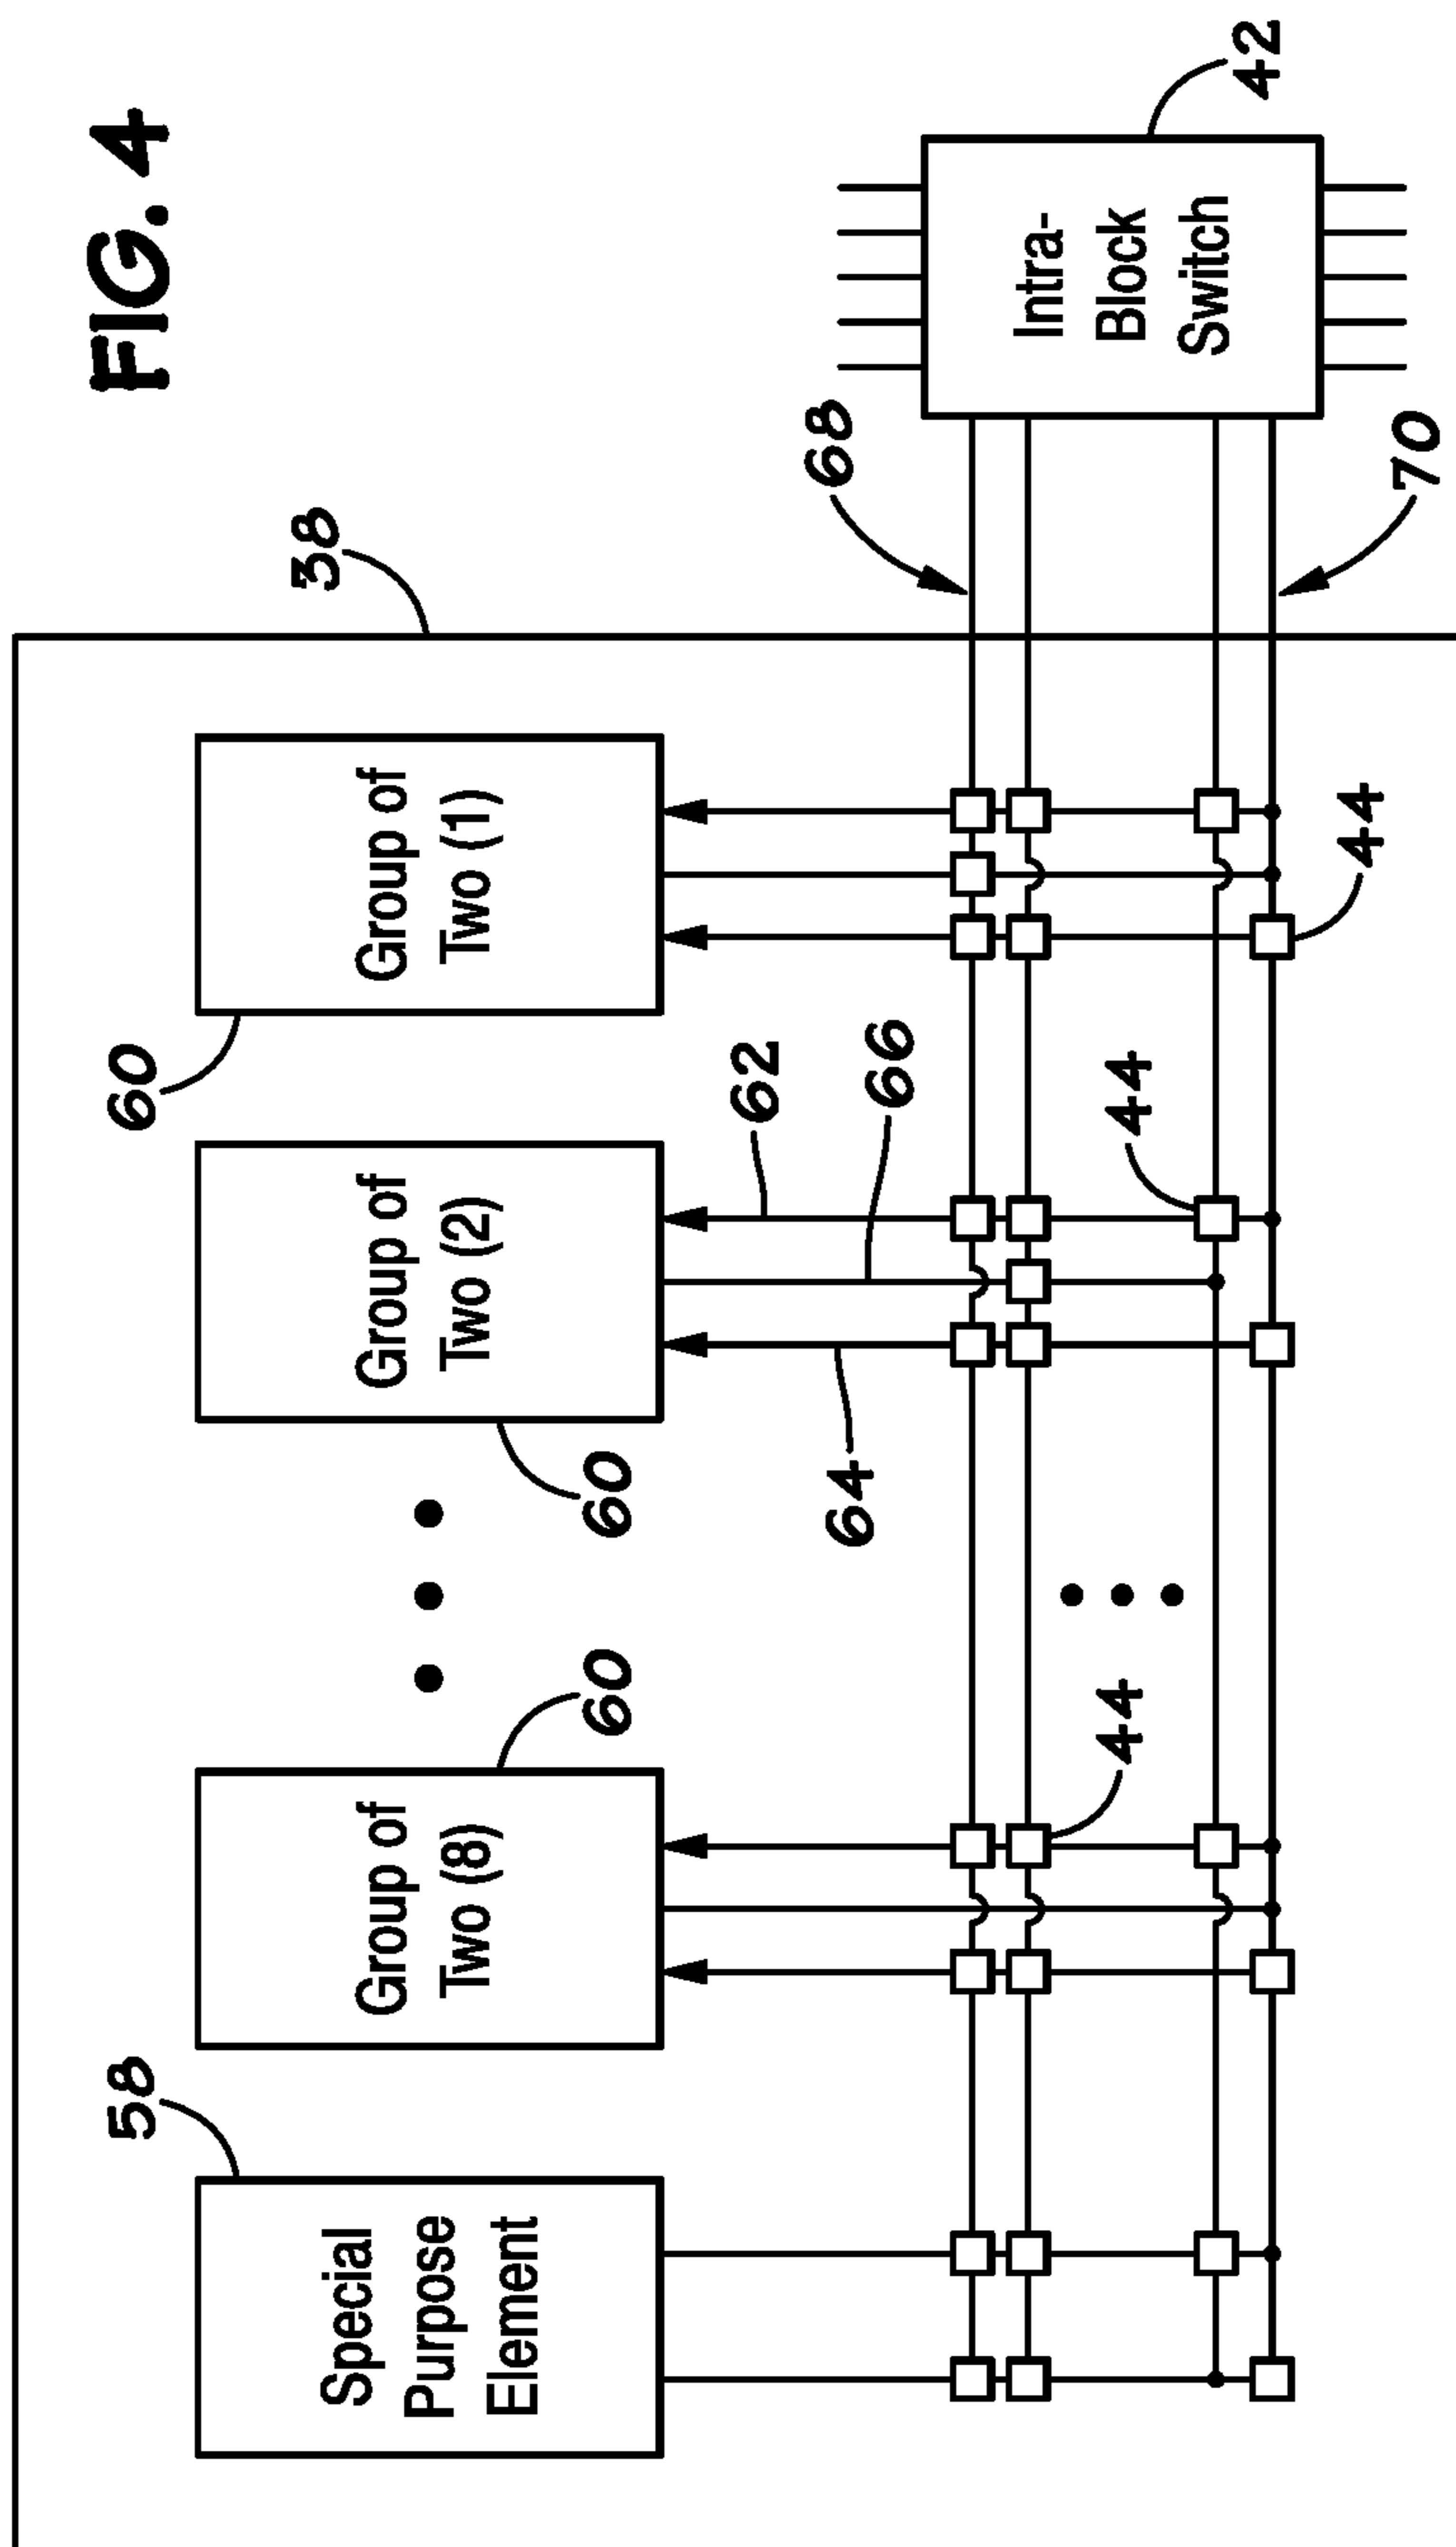 FIG. 4
38
58
Special
Purpose
Element
60
Group of
Two (8)
60
Group of
Two (2)
60
Group of
Two (1)
62
66
64
44
44
44
68
70
Intra-
Block
Switch
42